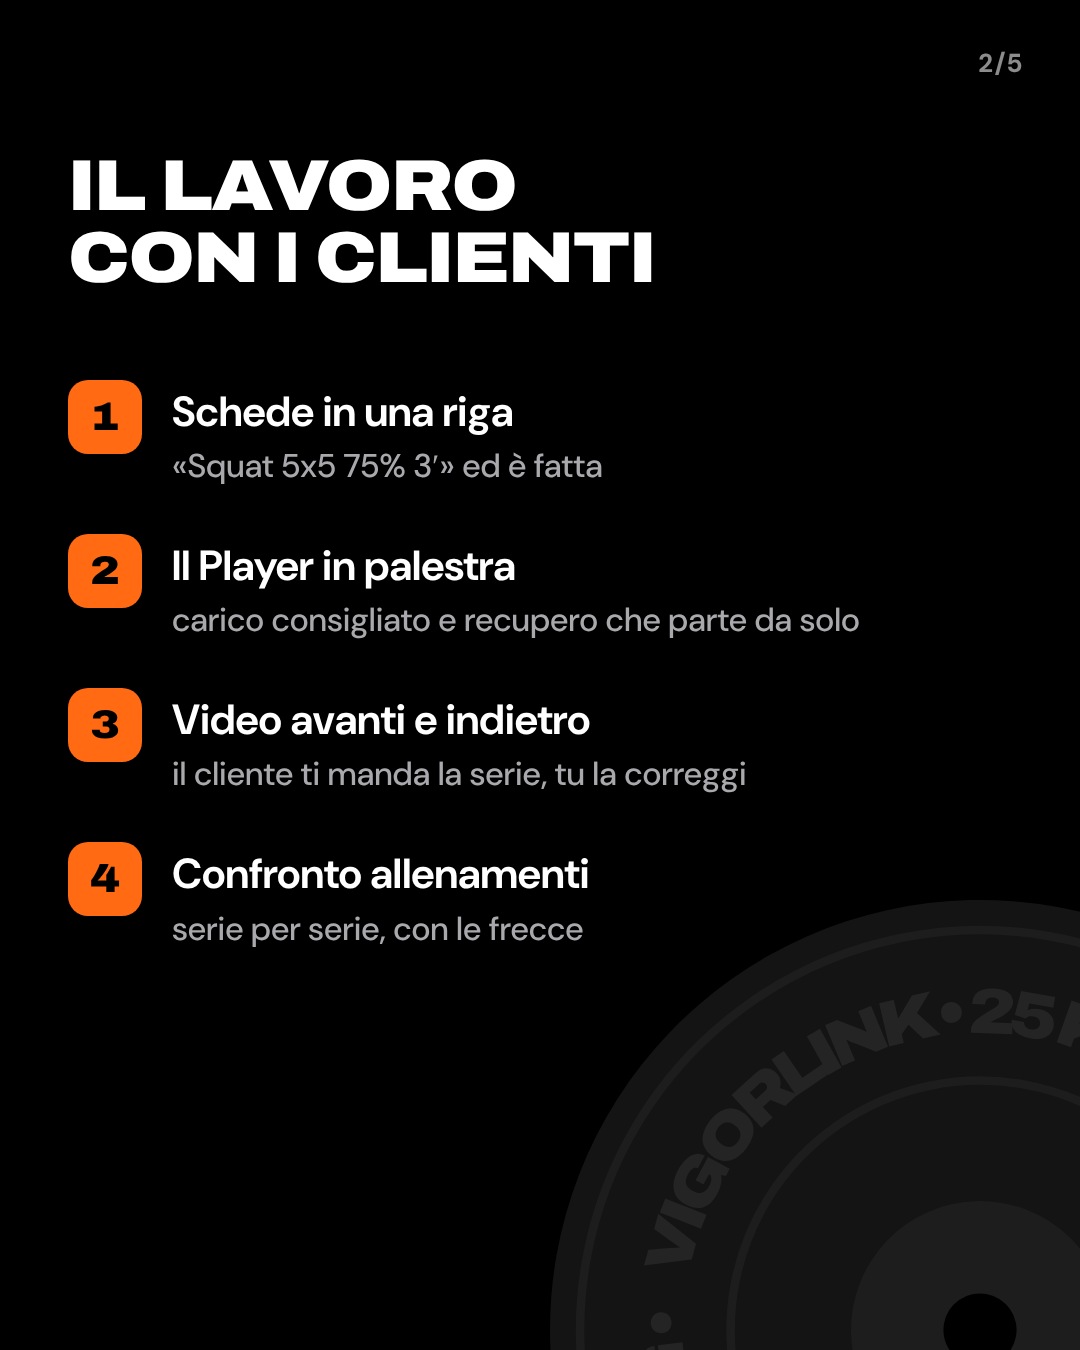 2/5
IL LAVORO
CON I CLIENTI
1
Schede in una riga
«Squat 5x5 75% 3′» ed è fatta
2
Il Player in palestra
carico consigliato e recupero che parte da solo
3
Video avanti e indietro
il cliente ti manda la serie, tu la correggi
4
Confronto allenamenti
serie per serie, con le frecce
VIGORLINK • 25